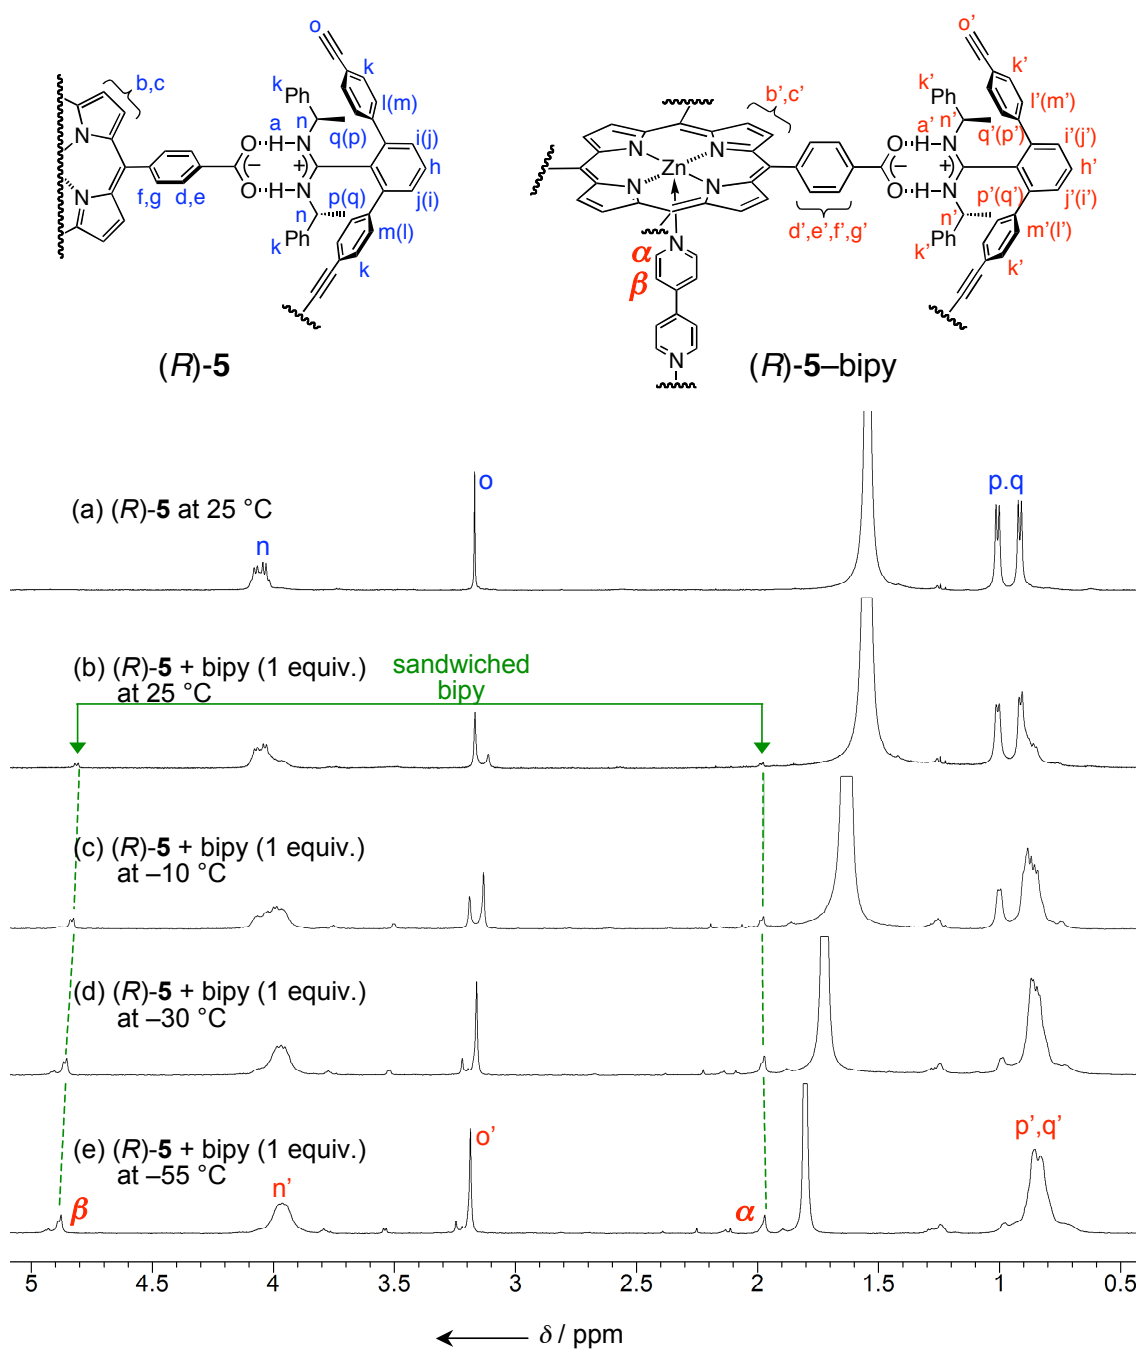 o
o'
k
k'
b,c
k
b',c'
k'
Ph
l(m)
Ph
l'(m')
a
n
q(p)
a'
n'
q'(p')
N
O
H
N
i(j)
N
Zn
N
O
H
N
i'(j')
−
+
h
−
+
h'
N
O
H
N
j(i)
N
N
O
H
N
j'(i')
f,g
d,e
n
p(q)
d',e',f',g'
n'
p'(q')
Ph
m(l)
N
Ph
m'(l')
k
k
α
k'
k'
β
N
(R)-5
(R)-5–bipy
(a) (R)-5 at 25 °C
n
o
p.q
(b) (R)-5 + bipy (1 equiv.)
at 25 °C
sandwiched
bipy
(c) (R)-5 + bipy (1 equiv.)
at –10 °C
(d) (R)-5 + bipy (1 equiv.)
at –30 °C
(e) (R)-5 + bipy (1 equiv.)
at –55 °C
β
n'
o'
α
p',q'
5
4.5
4
3.5
3
2.5
2
1.5
1
0.5
δ / ppm